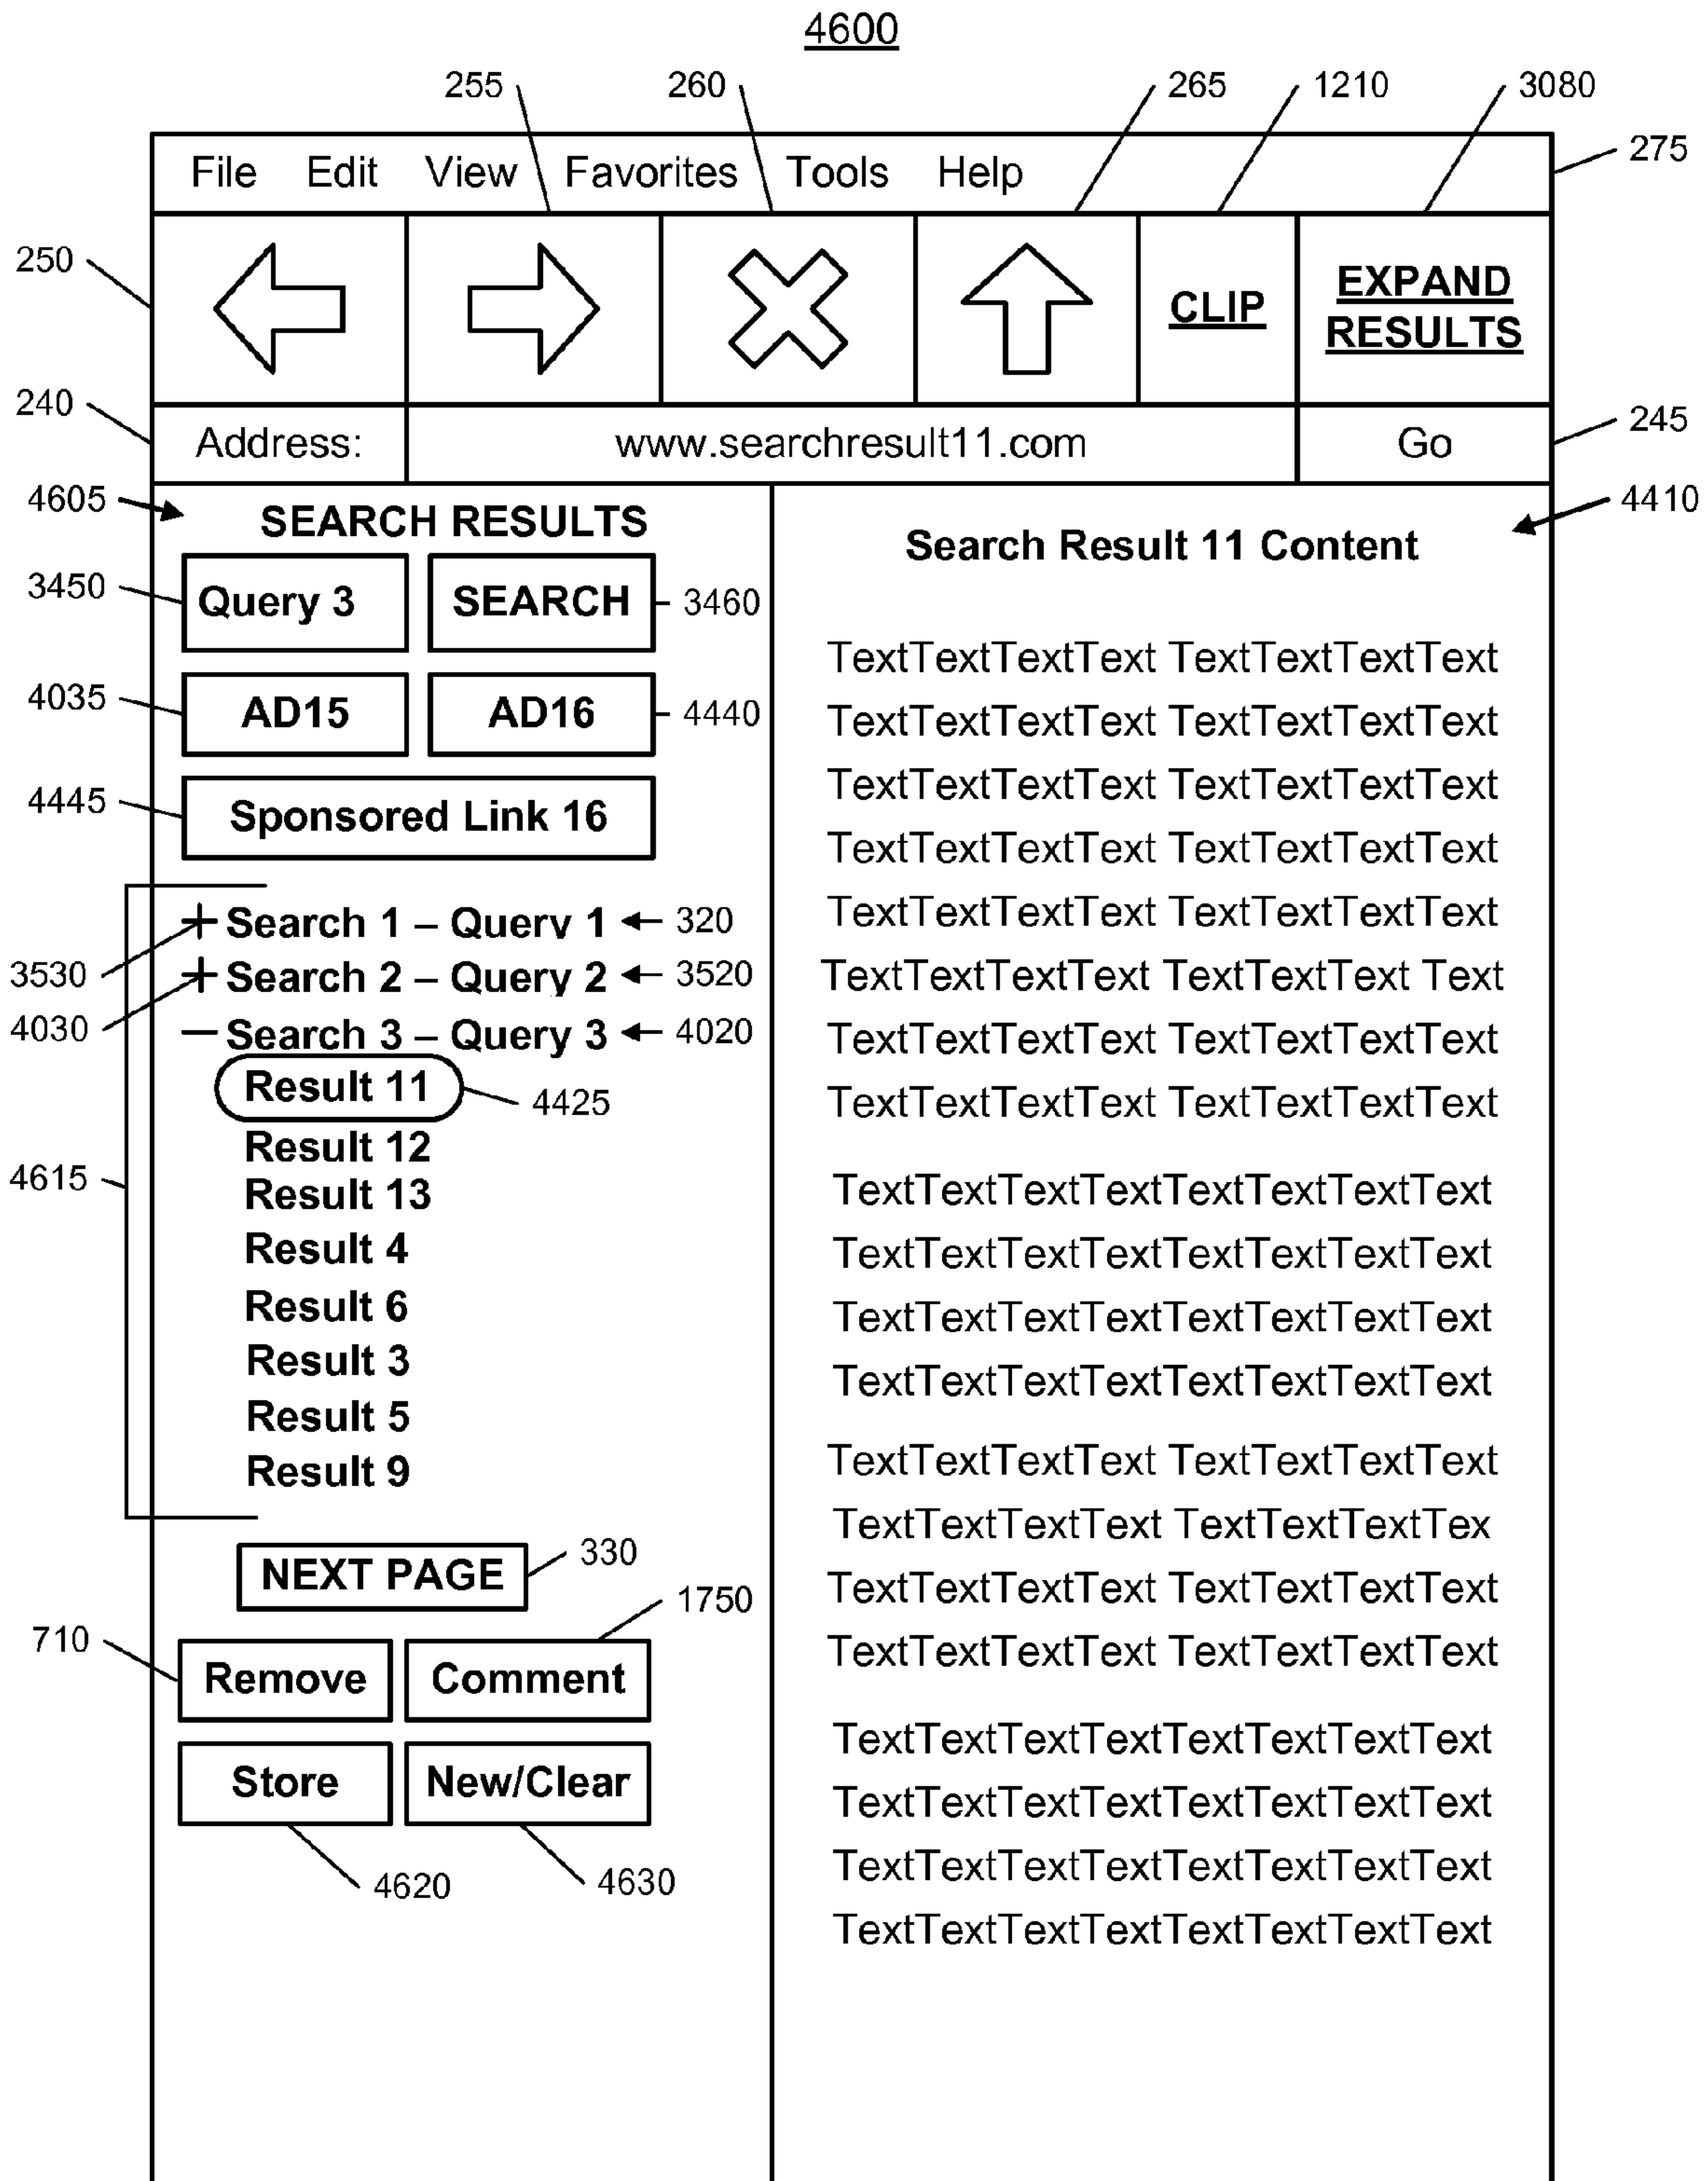 4600
255 260 265 1210 3080
File Edit View Favorites Tools Help 275
250 CLIP EXPAND RESULTS
240 Address: www.searchresult11.com Go 245
4605 SEARCH RESULTS
3450 Query 3 SEARCH 3460
4035 AD15 AD16 4440
4445 Sponsored Link 16
+ Search 1 – Query 1 320
3530
+ Search 2 – Query 2 3520
4030
– Search 3 – Query 3 4020
Result 11 4425
Result 12
4615
Result 13
Result 4
Result 6
Result 3
Result 5
Result 9
NEXT PAGE 330
1750
710 Remove Comment
Store New/Clear
4620 4630
4410
Search Result 11 Content
TextTextTextText TextTextTextText
TextTextTextText TextTextTextText
TextTextTextText TextTextTextText
TextTextTextText TextTextTextText
TextTextTextText TextTextTextText
TextTextTextText TextTextText Text
TextTextTextText TextTextTextText
TextTextTextText TextTextTextText
TextTextTextTextTextTextTextText
TextTextTextTextTextTextTextText
TextTextTextTextTextTextTextText
TextTextTextTextTextTextTextText
TextTextTextText TextTextTextText
TextTextTextText TextTextTextTex
TextTextTextText TextTextTextText
TextTextTextText TextTextTextText
TextTextTextTextTextTextTextText
TextTextTextTextTextTextTextText
TextTextTextTextTextTextTextText
TextTextTextTextTextTextTextText